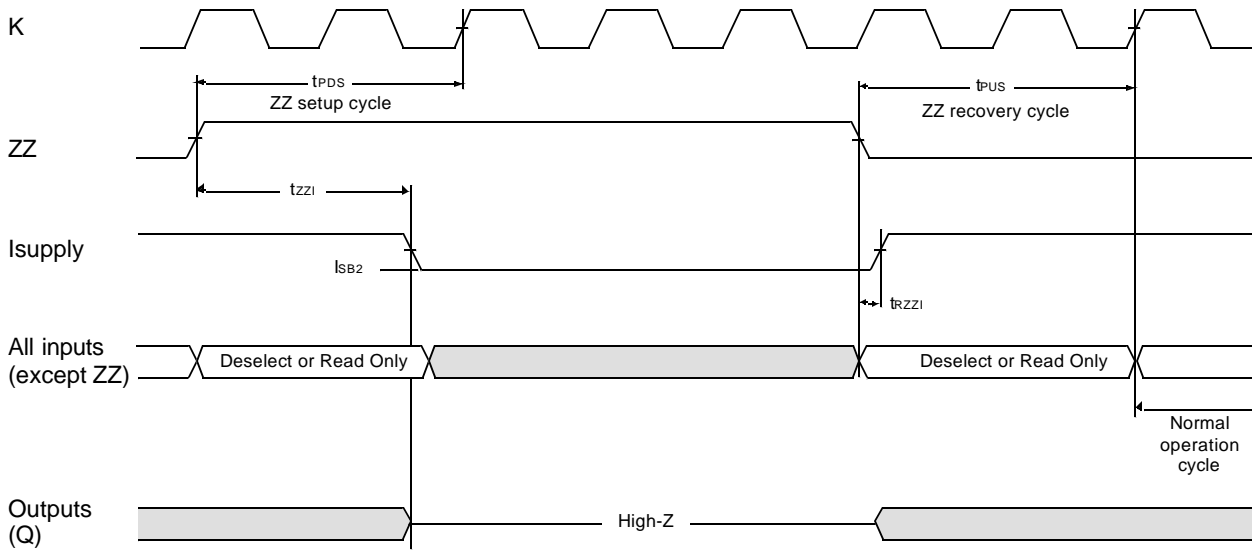 K
tPDS
ZZ setup cycle
tPUS
ZZ recovery cycle
ZZ
tZZI
Isupply
ISB2
tRZZI
All inputs
(except ZZ)
Deselect or Read Only
Deselect or Read Only
Normal
operation
cycle
Outputs
(Q)
High-Z